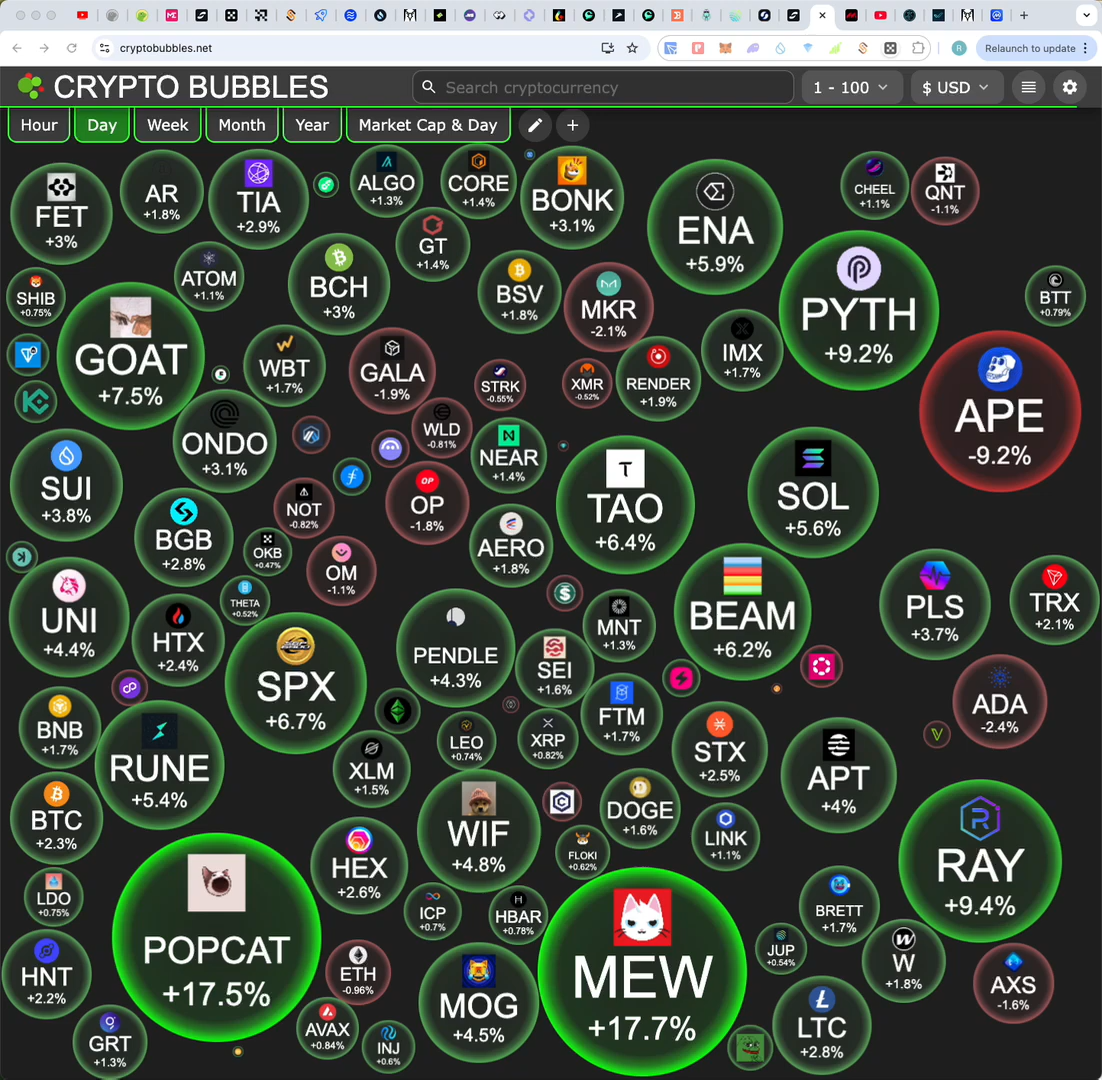 cryptobubbles.net
Relaunch to update
CRYPTO BUBBLES
Search cryptocurrency
1 - 100
$ USD
Hour
Day
Week
Month
Year
Market Cap & Day
FET
+3%
AR
+1.8%
TIA
+2.9%
ALGO
+1.3%
CORE
+1.4%
BONK
+3.1%
ENA
+5.9%
CHEEL
+1.1%
QNT
-1.1%
GT
+1.4%
ATOM
+1.1%
SHIB
+0.75%
BCH
+3%
BSV
+1.8%
MKR
-2.1%
PYTH
+9.2%
BTT
+0.79%
GOAT
+7.5%
WBT
+1.7%
GALA
-1.9%
STRK
-0.55%
XMR
-0.52%
RENDER
+1.9%
IMX
+1.7%
APE
-9.2%
ONDO
+3.1%
WLD
-0.81%
NEAR
+1.4%
SUI
+3.8%
NOT
-0.82%
OP
OP
-1.8%
T
TAO
+6.4%
SOL
+5.6%
BGB
+2.8%
OKB
+0.47%
OM
-1.1%
AERO
+1.8%
UNI
+4.4%
THETA
+0.52%
HTX
+2.4%
BEAM
+6.2%
PLS
+3.7%
TRX
+2.1%
MNT
+1.3%
PENDLE
+4.3%
SEI
+1.6%
SPX
+6.7%
ADA
-2.4%
FTM
+1.7%
BNB
+1.7%
RUNE
+5.4%
LEO
+0.74%
XRP
+0.82%
STX
+2.5%
XLM
+1.5%
APT
+4%
BTC
+2.3%
WIF
+4.8%
DOGE
+1.6%
LINK
+1.1%
FLOKI
+0.62%
HEX
+2.6%
RAY
+9.4%
LDO
+0.75%
ICP
+0.7%
HBAR
+0.78%
BRETT
+1.7%
POPCAT
+17.5%
MEW
+17.7%
JUP
+0.54%
W
+1.8%
HNT
+2.2%
ETH
-0.96%
MOG
+4.5%
AXS
-1.6%
GRT
+1.3%
AVAX
+0.84%
INJ
+0.6%
LTC
+2.8%